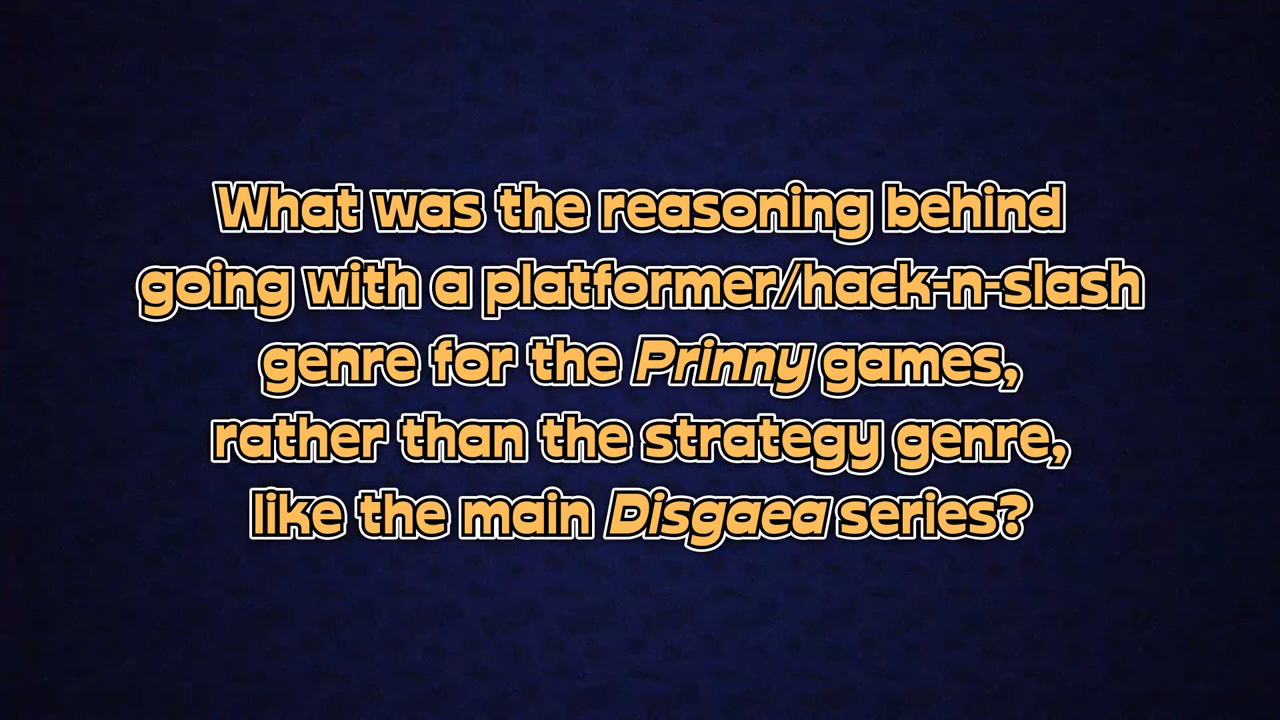 What was the reasoning behind
going with a platformer/hack-n-slash
genre for the Prinny games,
rather than the strategy genre,
like the main Disgaea series?